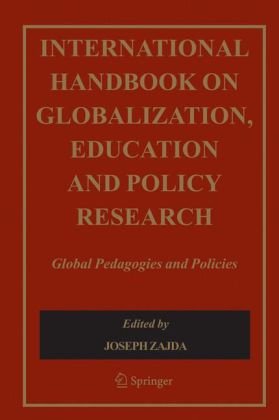 INTERNATIONAL
HANDBOOK ON
GLOBALIZATION,
EDUCATION
AND POLICY
RESEARCH
Global Pedagogies and Policies
Edited by
JOSEPH ZAJDA
Springer